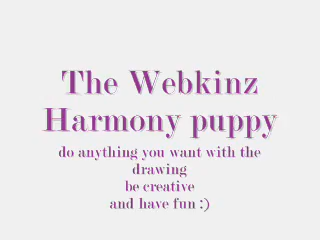 The Webkinz
Harmony puppy
do anything you want with the
drawing
be creative
and have fun :)